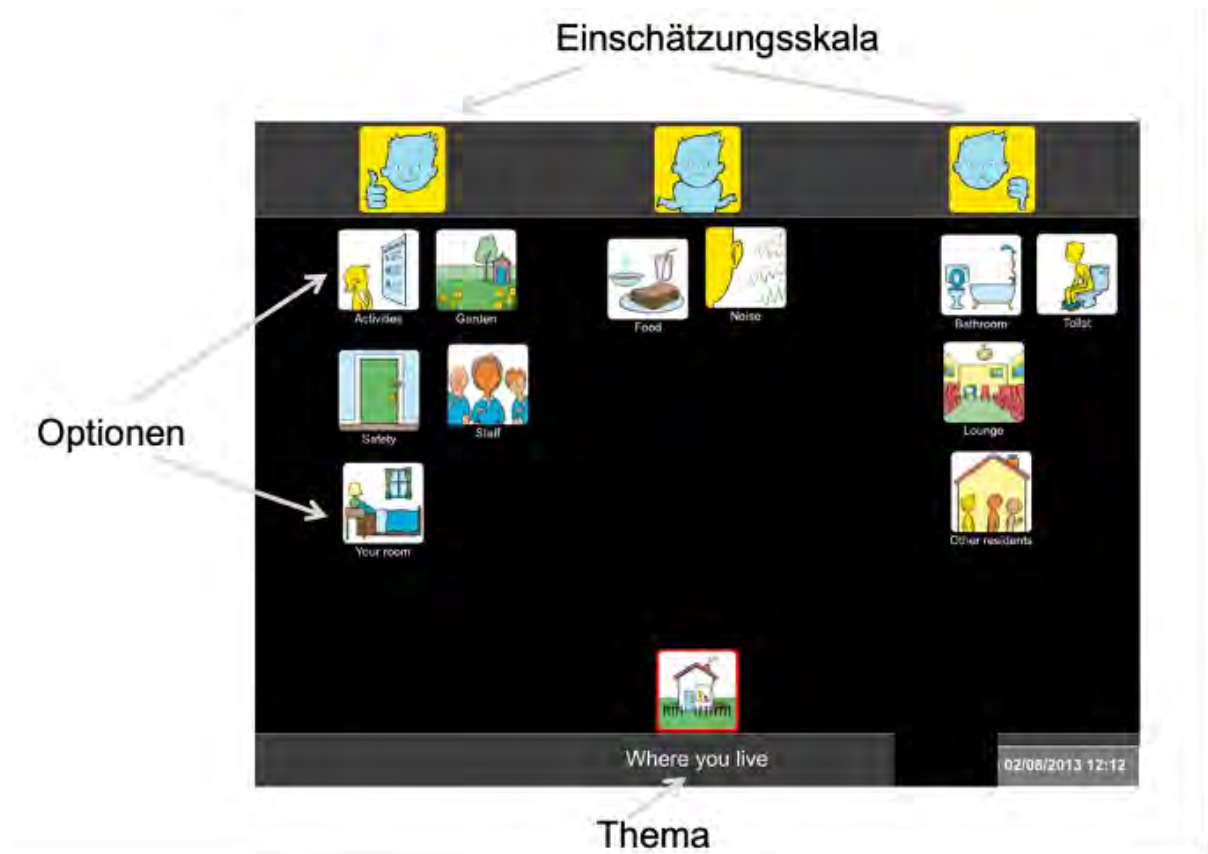 Einschätzungsskala
Activities
Garden
Food
Noise
Bathroom
Toilet
Optionen
Safety
Staff
Lounge
Your room
Other residents
Where you live
02/08/2013 12:12
Thema